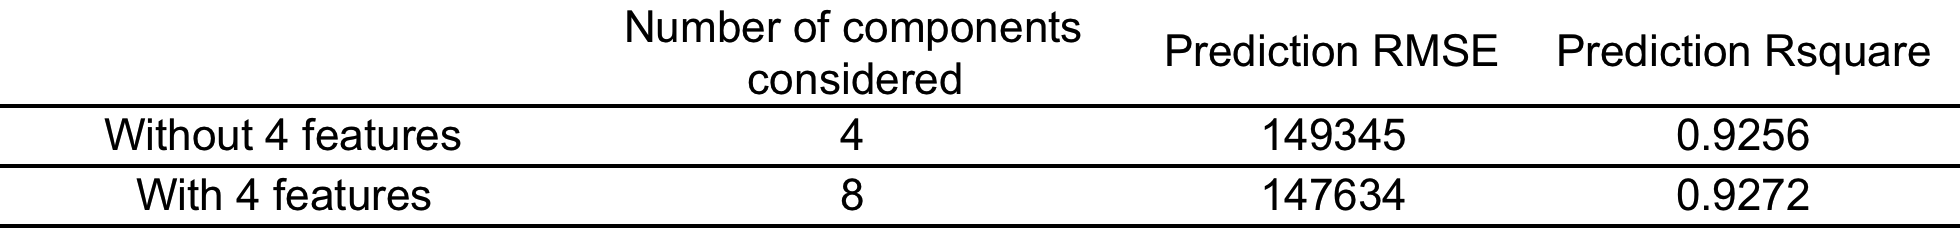 Number of components
considered
Prediction RMSE
Prediction Rsquare
Without 4 features 4 149345 0.9256
With 4 features 8 147634 0.9272